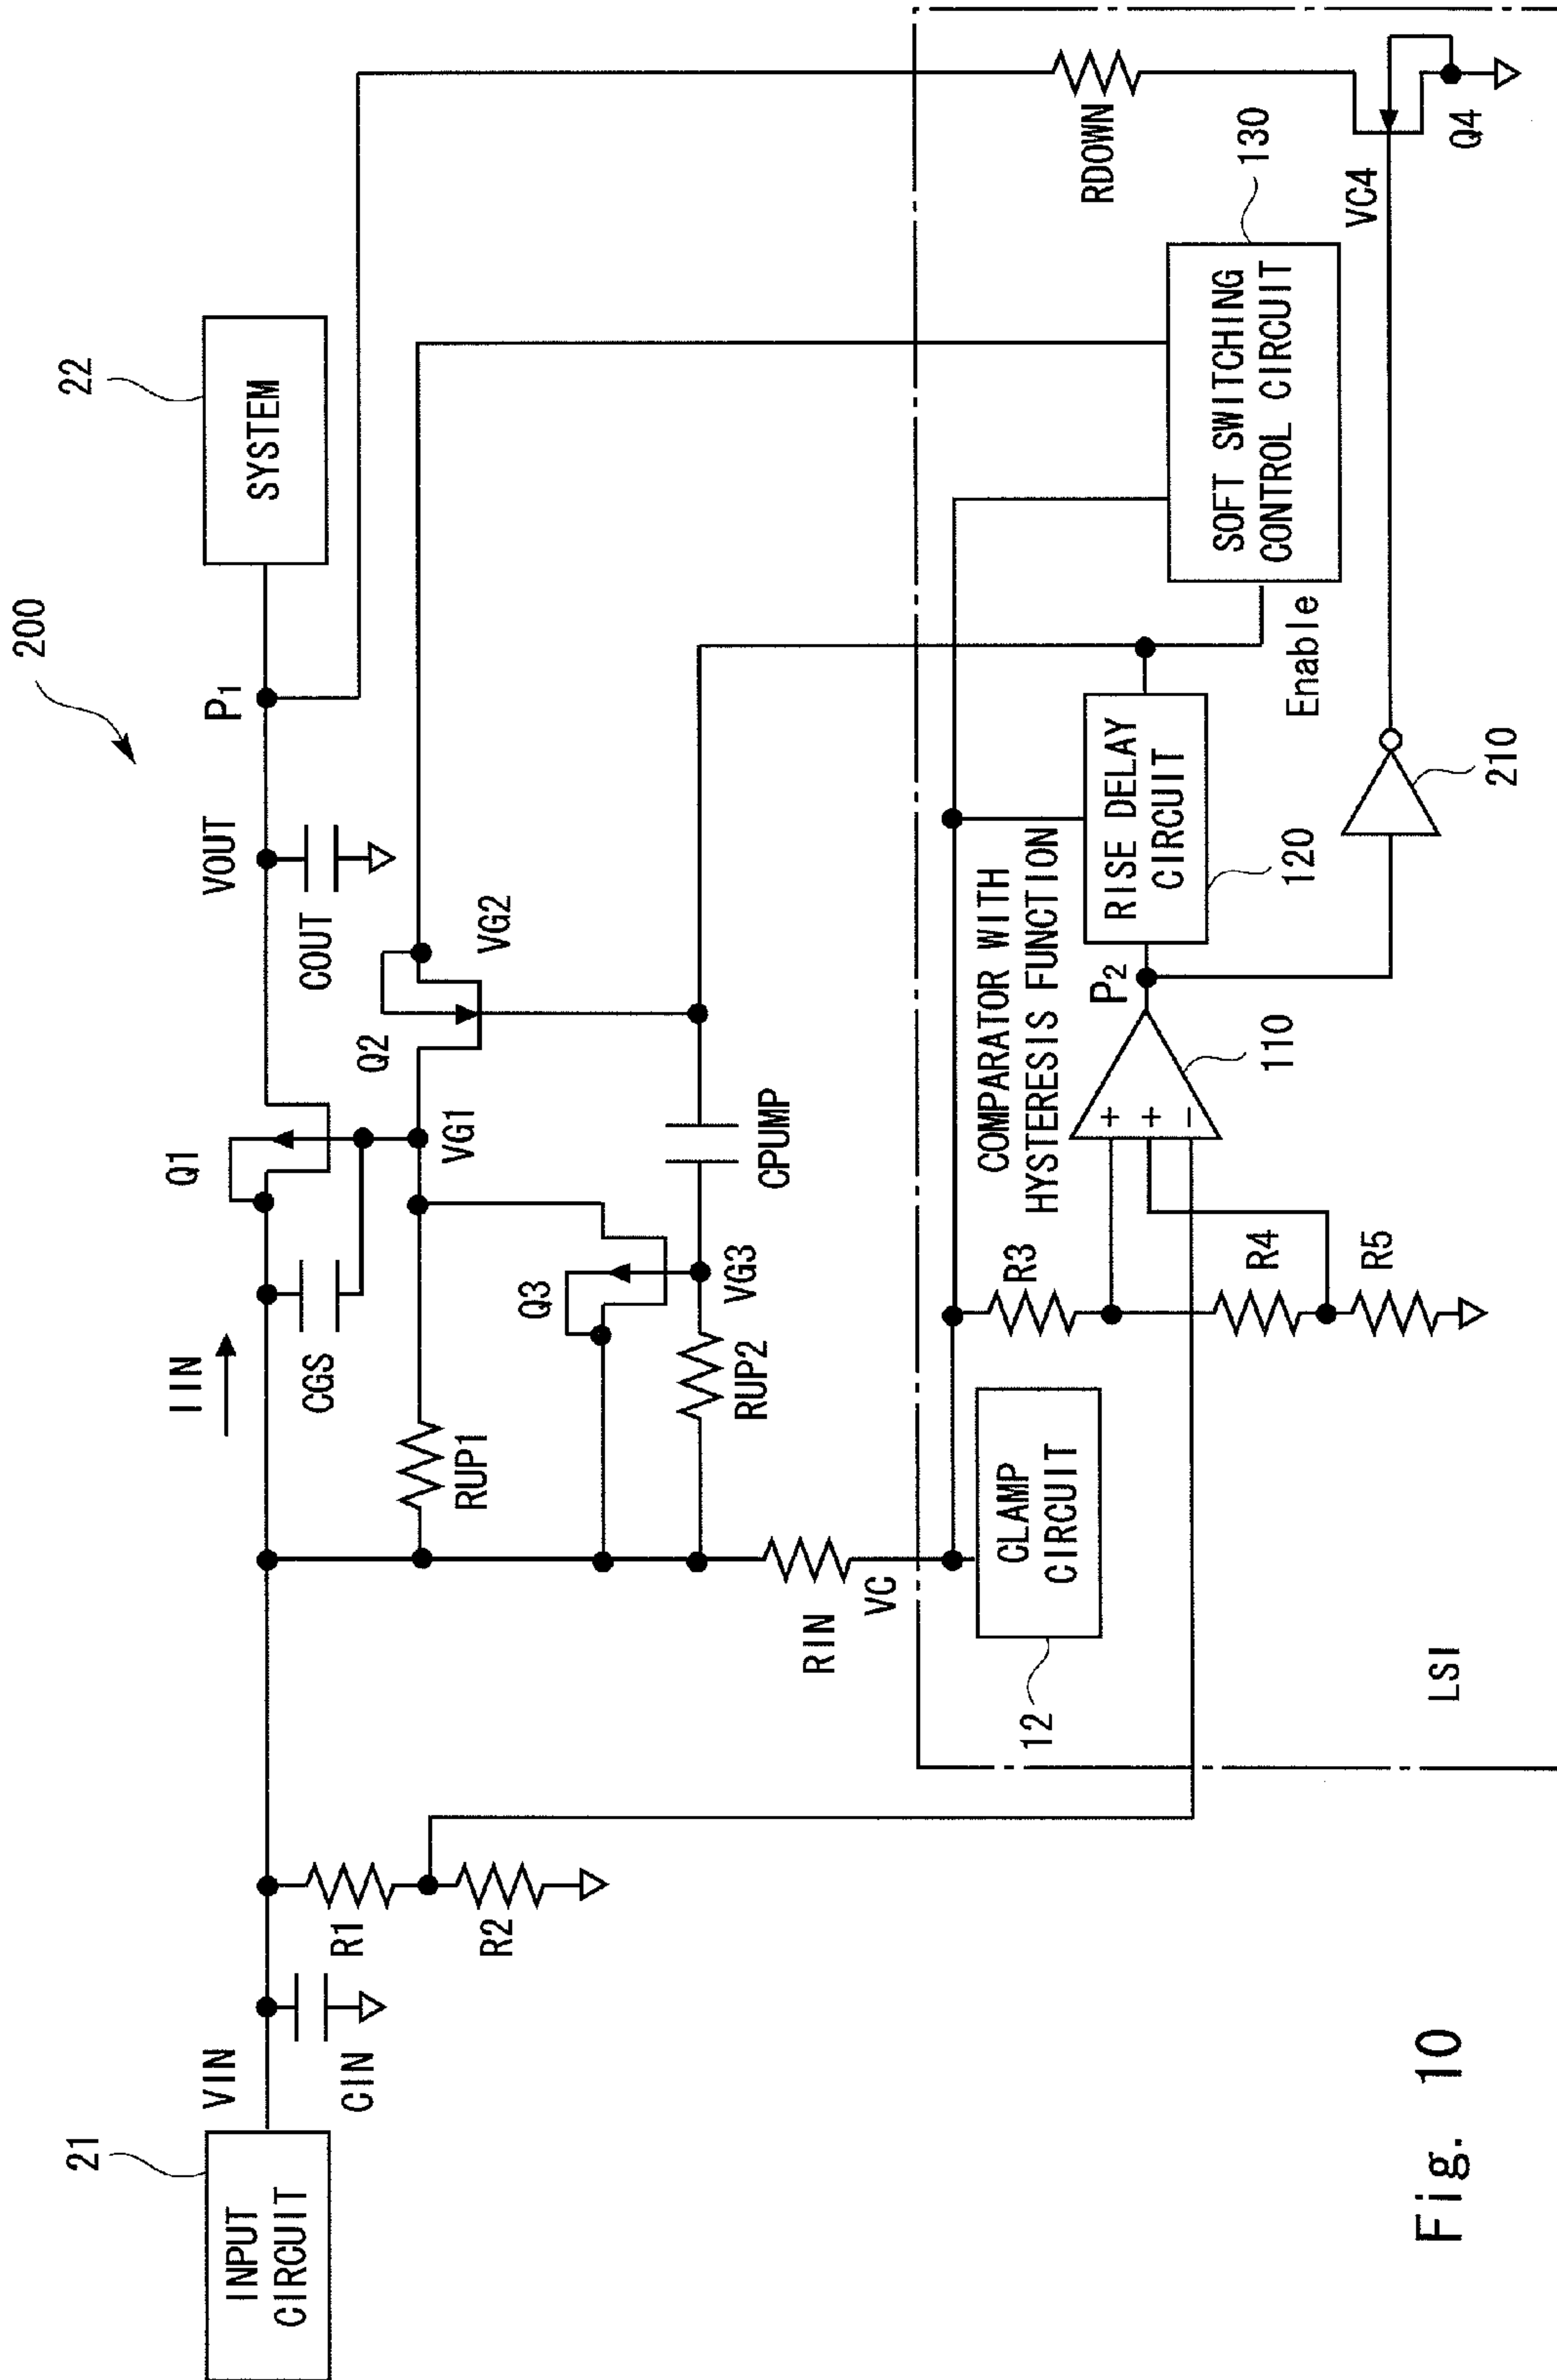 200
21
INPUT
CIRCUIT
VIN
CIN
R1
R2
IIN
CGS
Q1
VOUT
COUT
P1
22
SYSTEM
RUP1
VG1
Q2
VG2
Q3
VG3
RUP2
CPUMP
RIN
VC
12
CLAMP
CIRCUIT
R3
R4
R5
COMPARATOR WITH
HYSTERESIS FUNCTION
+
+
-
110
P2
RISE DELAY
CIRCUIT
120
Enable
SOFT SWITCHING
CONTROL CIRCUIT
130
210
RDOWN
VC4
Q4
LSI
Fig. 10